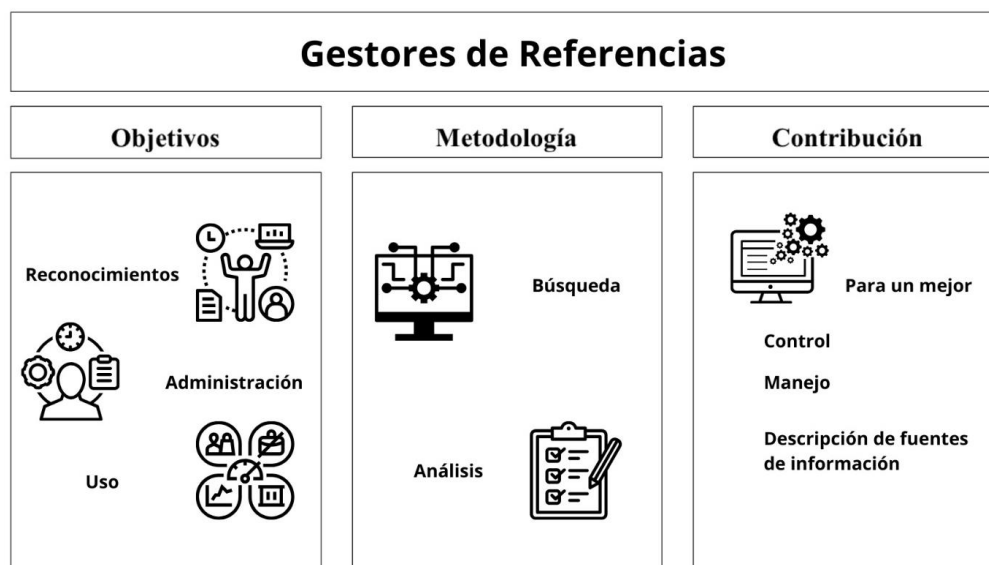 Gestores de Referencias
Objetivos
Metodología
Contribución
Reconocimientos
Administración
Uso
Búsqueda
Análisis
Para un mejor
Control
Manejo
Descripción de fuentes
de información